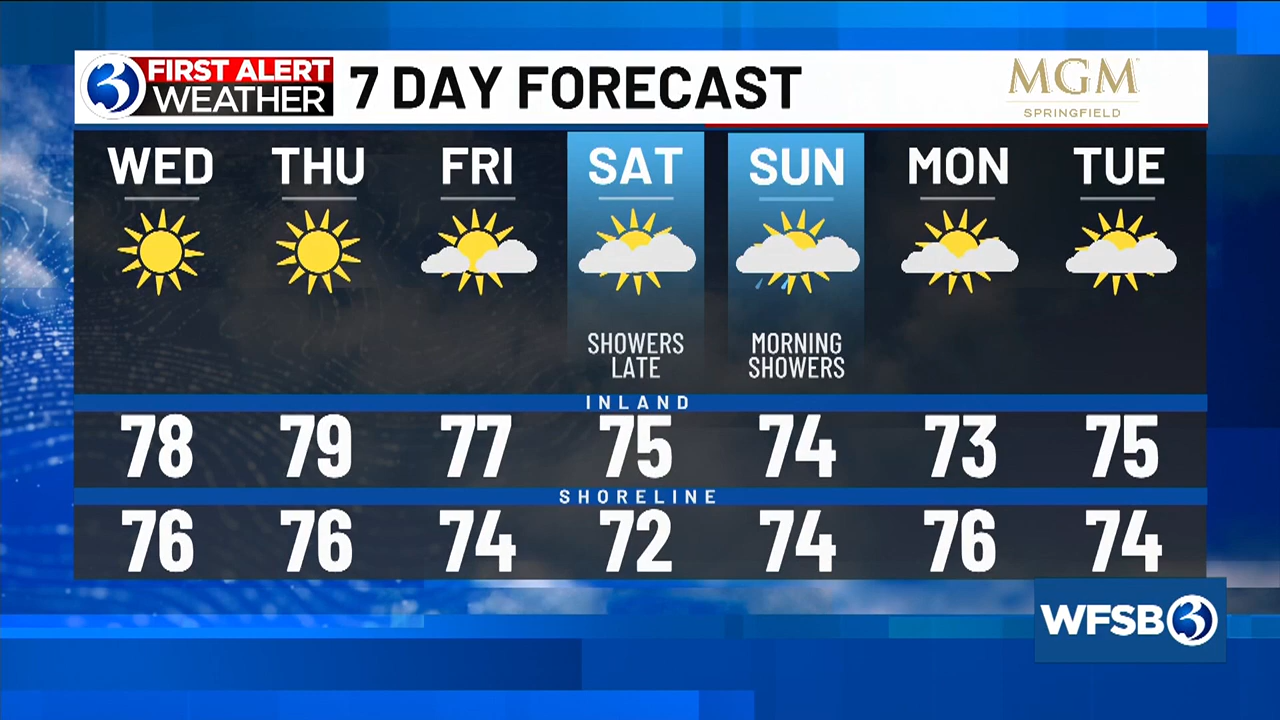 3 FIRST ALERT WEATHER
7 DAY FORECAST
MGM
SPRINGFIELD
WED THU FRI SAT SUN MON TUE
SHOWERS LATE
MORNING SHOWERS
INLAND
78 79 77 75 74 73 75
SHORELINE
76 76 74 72 74 76 74
WFSB 3